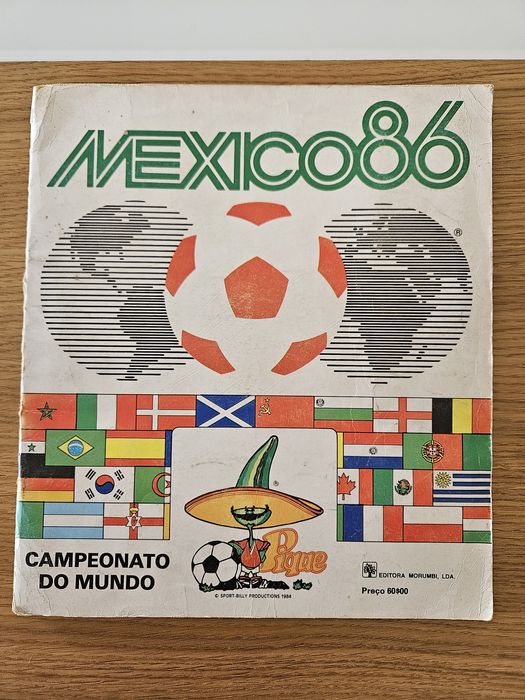 MEXICO86
®
®
Pique
© SPORT-BILLY PRODUCTIONS 1984
CAMPEONATO
DO MUNDO
EDITORA MORUMBI, LDA.
Preço 60$00